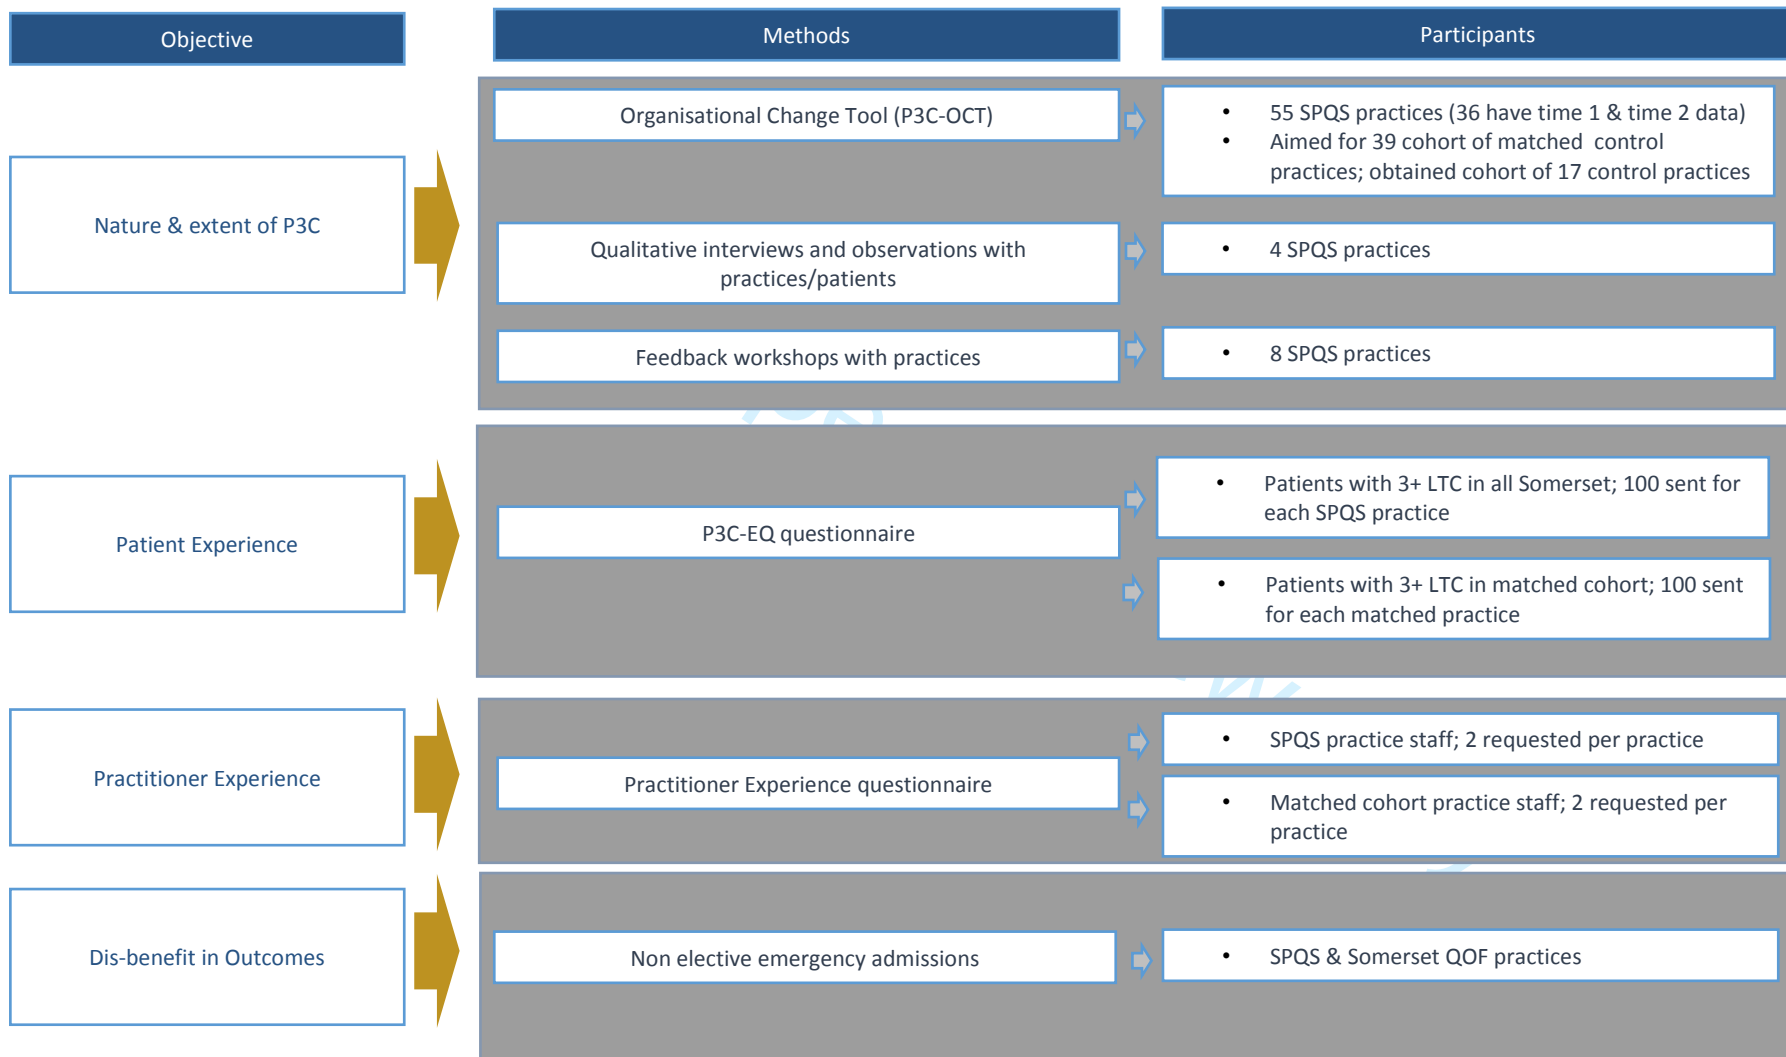 Objective
Methods
Participants
Nature & extent of P3C
Organisational Change Tool (P3C-OCT)
• 55 SPQS practices (36 have time 1 & time 2 data)
• Aimed for 39 cohort of matched control
practices; obtained cohort of 17 control practices
Qualitative interviews and observations with
practices/patients
• 4 SPQS practices
Feedback workshops with practices
• 8 SPQS practices
Patient Experience
P3C-EQ questionnaire
• Patients with 3+ LTC in all Somerset; 100 sent for
each SPQS practice
• Patients with 3+ LTC in matched cohort; 100 sent
for each matched practice
Practitioner Experience
Practitioner Experience questionnaire
• SPQS practice staff; 2 requested per practice
• Matched cohort practice staff; 2 requested per
practice
Dis-benefit in Outcomes
Non elective emergency admissions
• SPQS & Somerset QOF practices